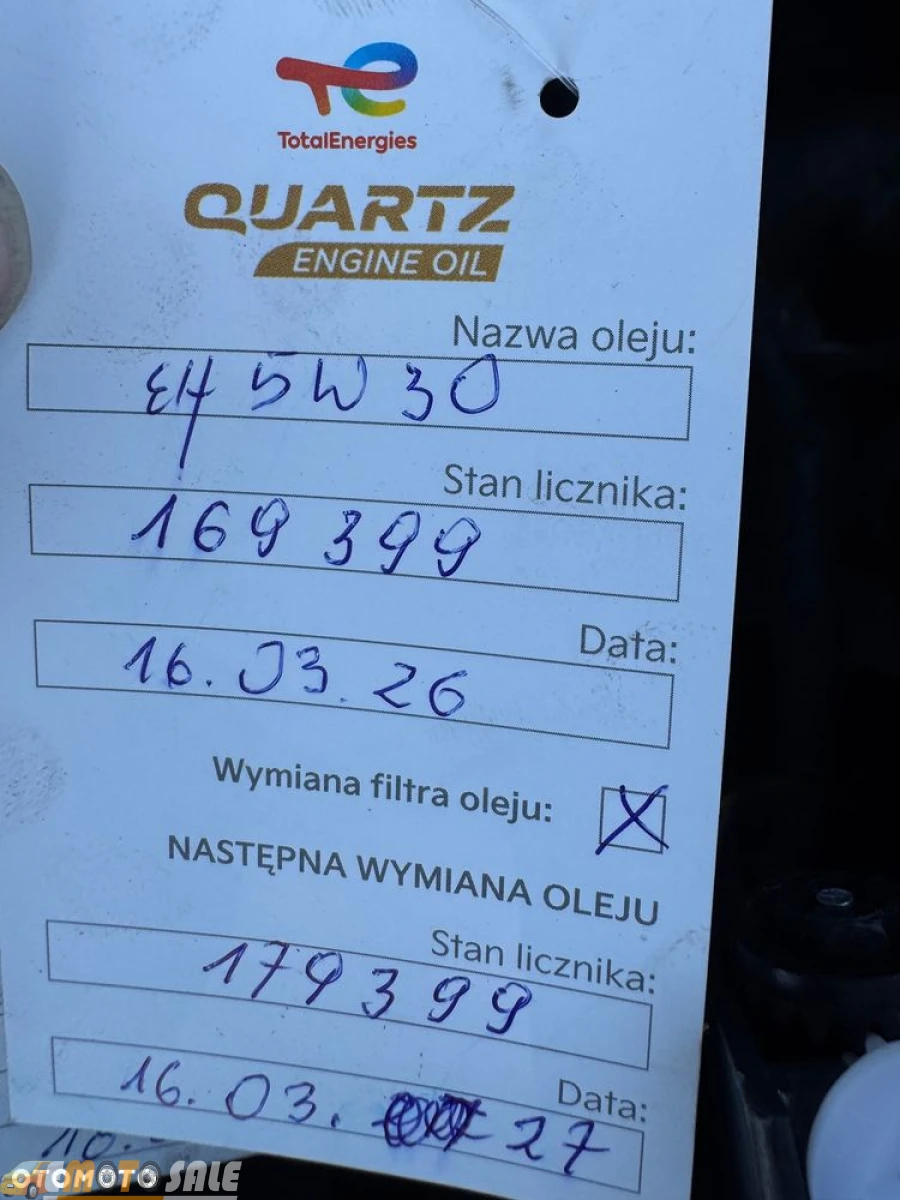 TotalEnergies
QUARTZ
ENGINE OIL
Nazwa oleju:
5W30
Stan licznika:
169 399
Data:
16.03.26
Wymiana filtra oleju: X
NASTĘPNA WYMIANA OLEJU
Stan licznika:
179399
Data:
16.03. 27
OTOMOTO
MOTO SALE